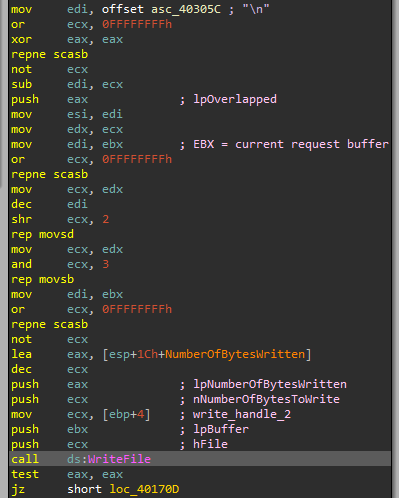 mov edi, offset asc_40305C ; "\n"
or ecx, 0FFFFFFFFh
xor eax, eax
repne scasb
not ecx
sub edi, ecx
push eax ; lpOverlapped
mov esi, edi
mov edx, ecx
mov edi, ebx ; EBX = current request buffer
or ecx, 0FFFFFFFFh
repne scasb
mov ecx, edx
dec edi
shr ecx, 2
rep movsd
mov ecx, edx
and ecx, 3
rep movsb
mov edi, ebx
or ecx, 0FFFFFFFFh
repne scasb
not ecx
lea eax, [esp+1Ch+NumberOfBytesWritten]
dec ecx
push eax ; lpNumberOfBytesWritten
push ecx ; nNumberOfBytesToWrite
mov ecx, [ebp+4] ; write_handle_2
push ebx ; lpBuffer
push ecx ; hFile
call ds:WriteFile
test eax, eax
jz short loc_40170D